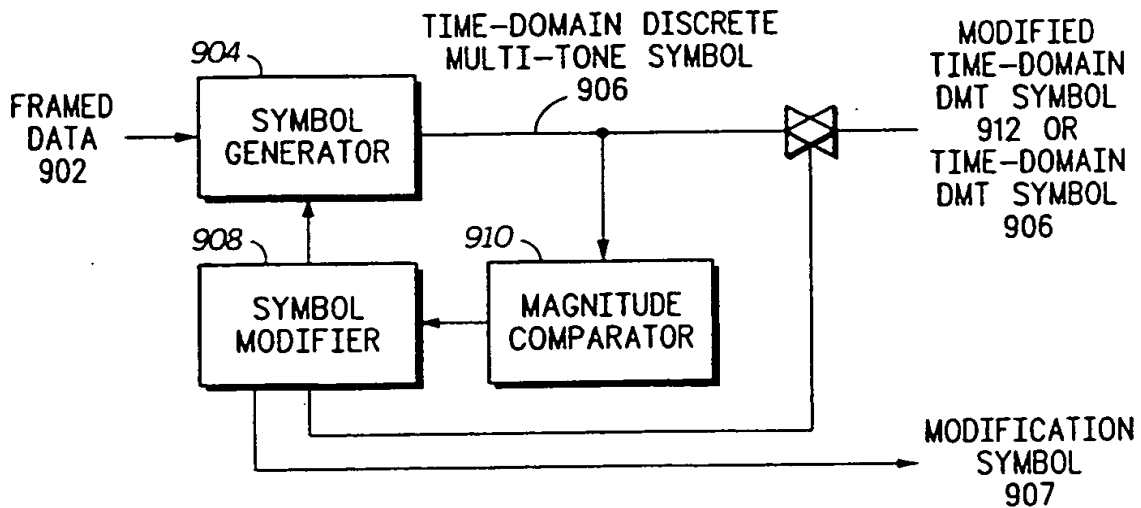 FRAMED
DATA
902
904
SYMBOL
GENERATOR
TIME-DOMAIN DISCRETE
MULTI-TONE SYMBOL
906
MODIFIED
TIME-DOMAIN
DMT SYMBOL
912 OR
TIME-DOMAIN
DMT SYMBOL
906
908
SYMBOL
MODIFIER
910
MAGNITUDE
COMPARATOR
MODIFICATION
SYMBOL
907